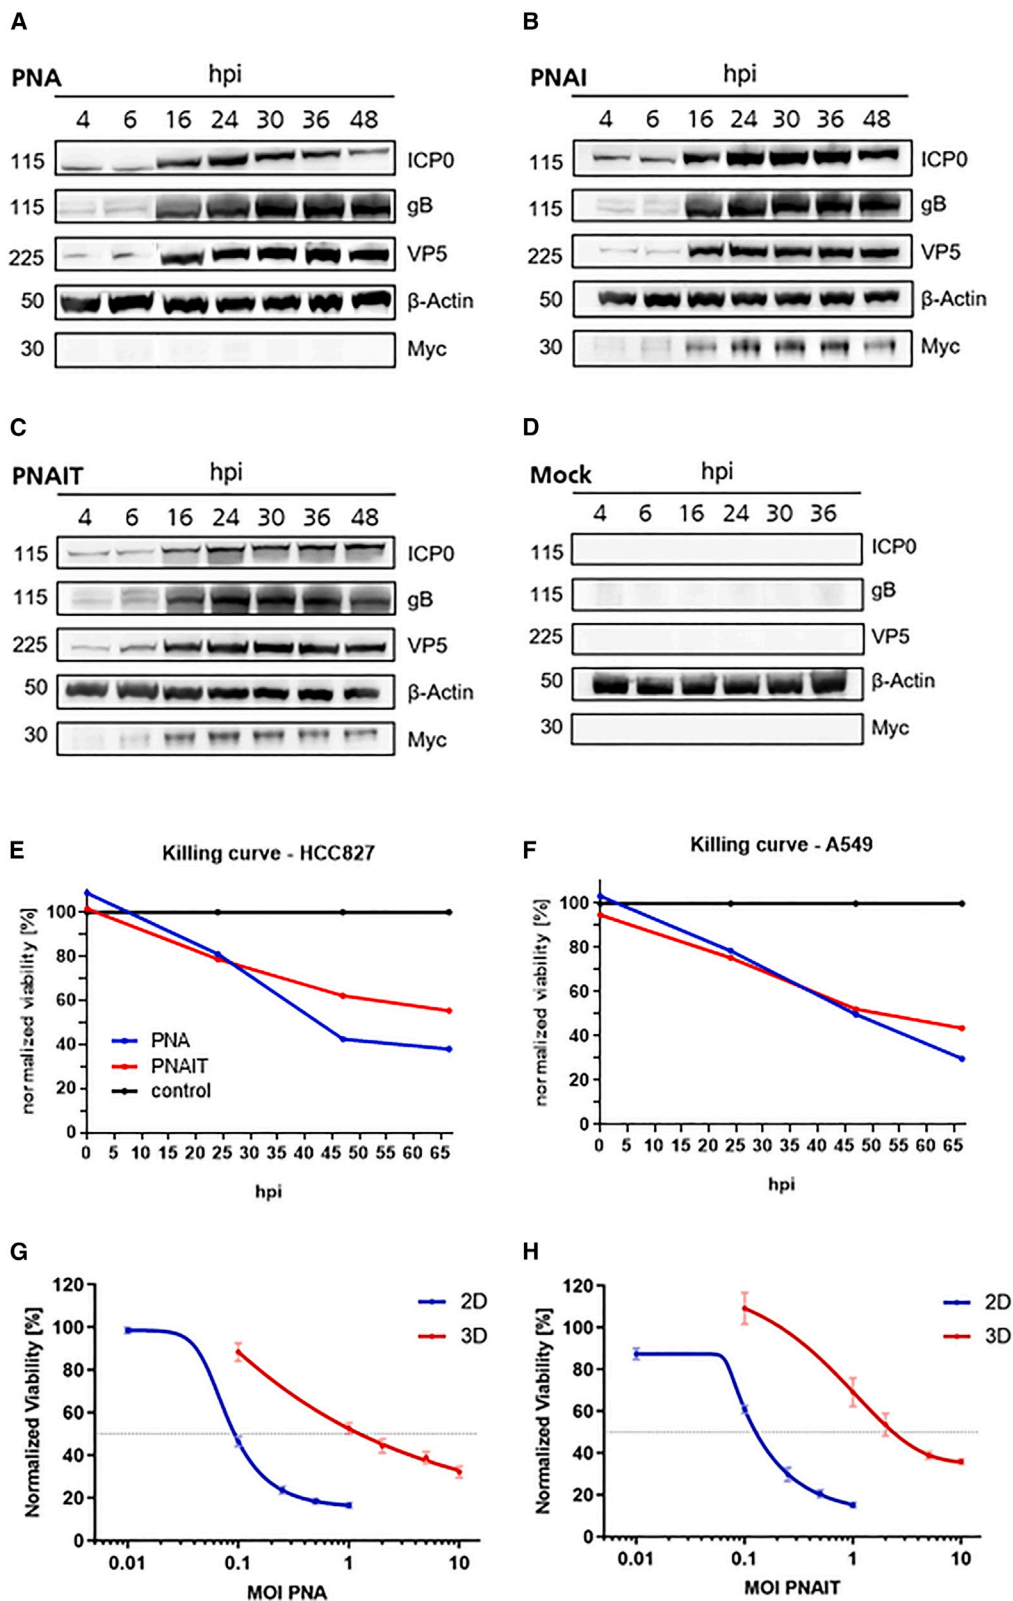 A
PNA hpi
4 6 16 24 30 36 48
115 ICP0
115 gB
225 VP5
50 β-Actin
30 Myc
B
PNAI hpi
4 6 16 24 30 36 48
115 ICP0
115 gB
225 VP5
50 β-Actin
30 Myc
C
PNAIT hpi
4 6 16 24 30 36 48
115 ICP0
115 gB
225 VP5
50 β-Actin
30 Myc
D
Mock hpi
4 6 16 24 30 36
115 ICP0
115 gB
225 VP5
50 β-Actin
30 Myc
E
Killing curve - HCC827
normalized viability [%]
100
80
60
40
20
0
PNA
PNAIT
control
0 5 10 15 20 25 30 35 40 45 50 55 60 65
hpi
F
Killing curve - A549
normalized viability [%]
100
80
60
40
20
0
0 5 10 15 20 25 30 35 40 45 50 55 60 65
hpi
G
Normalized Viability [%]
120
100
80
60
40
20
0
2D
3D
0.01 0.1 1 10
MOI PNA
H
Normalized Viability [%]
120
100
80
60
40
20
0
2D
3D
0.01 0.1 1 10
MOI PNAIT